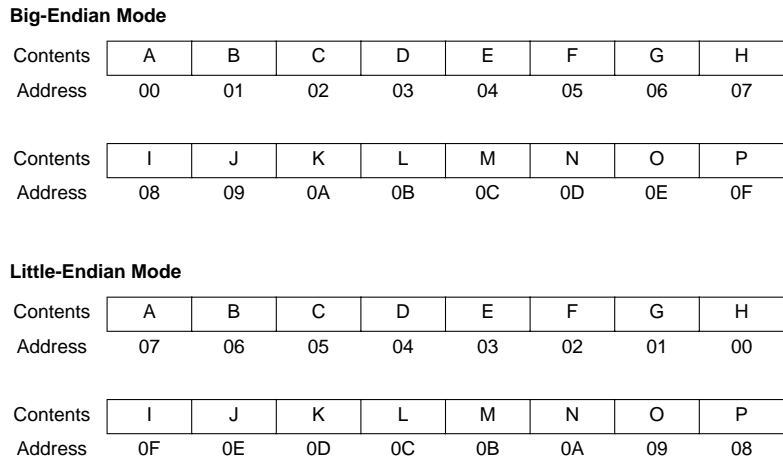 Big-Endian Mode
Contents A B C D E F G H
Address 00 01 02 03 04 05 06 07
Contents I J K L M N O P
Address 08 09 0A 0B 0C 0D 0E 0F
Little-Endian Mode
Contents A B C D E F G H
Address 07 06 05 04 03 02 01 00
Contents I J K L M N O P
Address 0F 0E 0D 0C 0B 0A 09 08